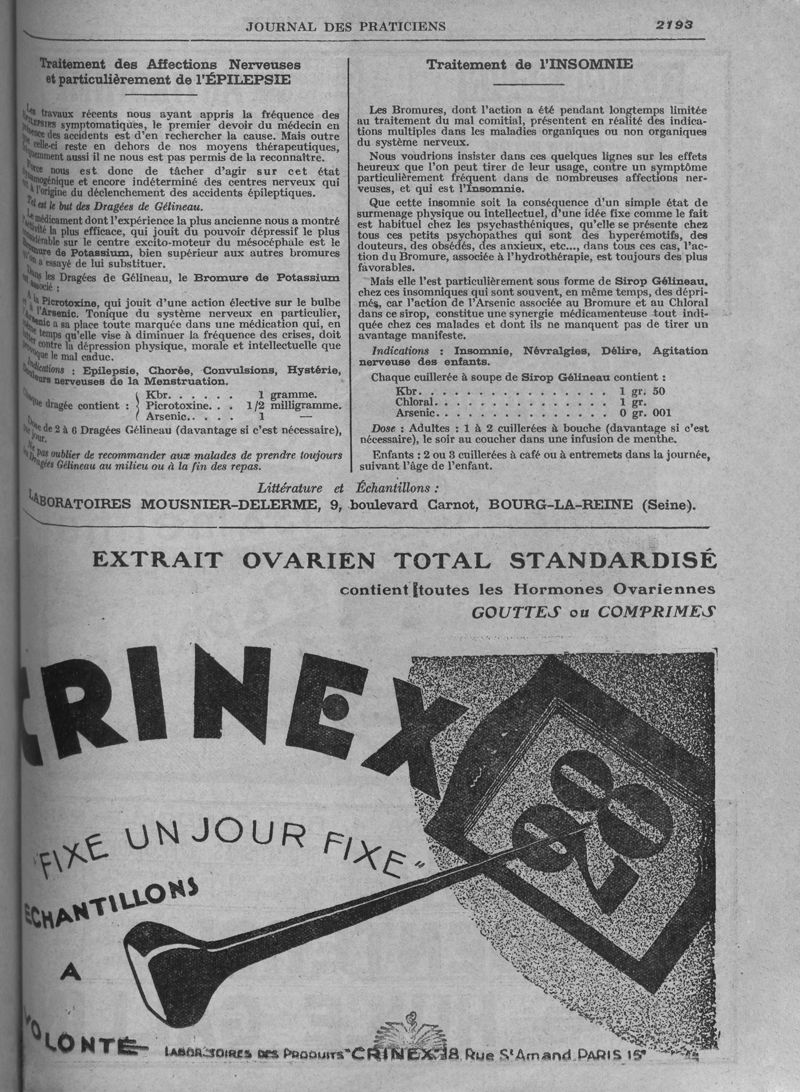 JOURNAL DES PRATICIENS
2193
Traitement des Affections Nerveuses
et particulièrement de l'ÉPILEPSIE
travaux récents nous ayant appris la fréquence des
symptomatiques, le premier devoir du médecin en
des accidents est d'en rechercher la cause. Mais outre
celle-ci reste en dehors de nos moyens thérapeutiques,
aussi il ne nous est pas permis de la reconnaître.
nous est donc de tâcher d'agir sur cet état
et encore indéterminé des centres nerveux qui
à l'origine du déclenchement des accidents épileptiques.
Tel est le but des Dragées de Gélineau.
médicament dont l'expérience la plus ancienne nous a montré
la plus efficace, qui jouit du pouvoir dépressif le plus
sur le centre excito-moteur du mésocéphale est le
de Potassium, bien supérieur aux autres bromures
a essayé de lui substituer.
les Dragées de Gélineau, le Bromure de Potassium
:
la Picrotoxine, qui jouit d'une action élective sur le bulbe
l'Arsenic. Tonique du système nerveux en particulier,
a sa place toute marquée dans une médication qui, en
temps qu'elle vise à diminuer la fréquence des crises, doit
contre la dépression physique, morale et intellectuelle que
le mal caduc.
Indications : Epilepsie, Chorée, Convulsions, Hystérie,
nerveuses de la Menstruation.
Kbr. . . . . . . 1 gramme.
dragée contient : Picrotoxine. . . 1/2 milligramme.
Arsenic. . . . . 1 —
de 2 à 6 Dragées Gélineau (davantage si c'est nécessaire),
jour.
pas oublier de recommander aux malades de prendre toujours
Gélineau au milieu ou à la fin des repas.
Traitement de l'INSOMNIE
Les Bromures, dont l'action a été pendant longtemps limitée
au traitement du mal comitial, présentent en réalité des indica-
tions multiples dans les maladies organiques ou non organiques
du système nerveux.
Nous voudrions insister dans ces quelques lignes sur les effets
heureux que l'on peut tirer de leur usage, contre un symptôme
particulièrement fréquent dans de nombreuses affections ner-
veuses, et qui est l'Insomnie.
Que cette insomnie soit la conséquence d'un simple état de
surmenage physique ou intellectuel, d'une idée fixe comme le fait
est habituel chez les psychasthéniques, qu'elle se présente chez
tous ces petits psychopathes qui sont des hyperémotifs, des
douteurs, des obsédés, des anxieux, etc..., dans tous ces cas, l'ac-
tion du Bromure, associée à l'hydrothérapie, est toujours des plus
favorables.
Mais elle l'est particulièrement sous forme de Sirop Gélineau,
chez ces insomniques qui sont souvent, en même temps, des dépri-
més, car l'action de l'Arsenic associée au Bromure et au Chloral
dans ce sirop, constitue une synergie médicamenteuse tout indi-
quée chez ces malades et dont ils ne manquent pas de tirer un
avantage manifeste.
Indications : Insomnie, Névralgies, Délire, Agitation
nerveuse des enfants.
Chaque cuillerée à soupe de Sirop Gélineau contient :
Kbr. . . . . . . . . . . . . . . . 1 gr. 50
Chloral. . . . . . . . . . . . . . 1 gr.
Arsenic. . . . . . . . . . . . . . 0 gr. 001
Dose : Adultes : 1 à 2 cuillerées à bouche (davantage si c'est
nécessaire), le soir au coucher dans une infusion de menthe.
Enfants : 2 ou 3 cuillerées à café ou à entremets dans la journée,
suivant l'âge de l'enfant.
Littérature et Échantillons :
LABORATOIRES MOUSNIER-DELERME, 9, boulevard Carnot, BOURG-LA-REINE (Seine).
EXTRAIT OVARIEN TOTAL STANDARDISÉ
contient toutes les Hormones Ovariennes
GOUTTES ou COMPRIMES
CRINEX
28
"FIXE UN JOUR FIXE"
ÉCHANTILLONS
A
VOLONTÉ
LABORATOIRES DES PRODUITS "CRINEX" 18 RUE St Amand PARIS 15e